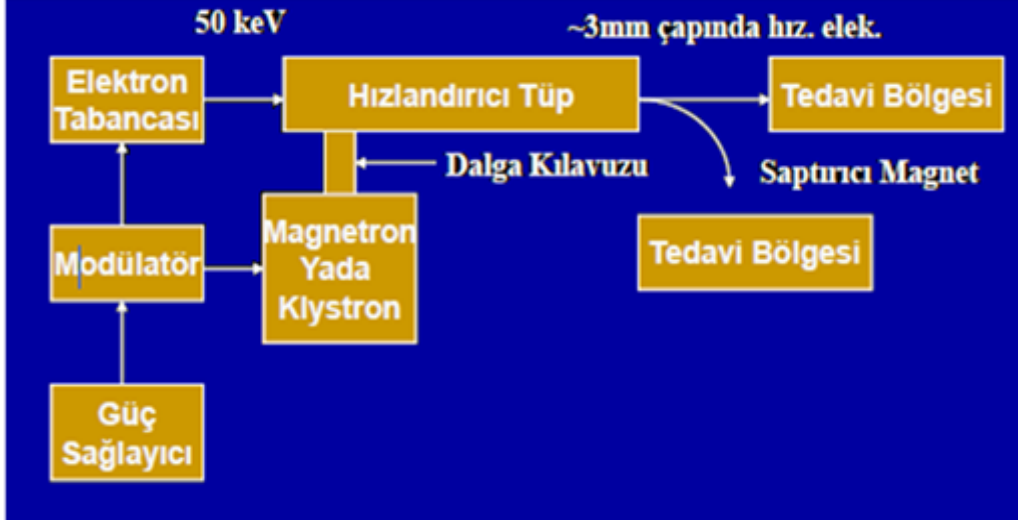 50 keV
~3mm çapında hız. elek.
Elektron
Tabancası
Hızlandırıcı Tüp
Tedavi Bölgesi
Dalga Kılavuzu
Saptırıcı Magnet
Modülatör
Magnetron
Yada
Klystron
Tedavi Bölgesi
Güç
Sağlayıcı